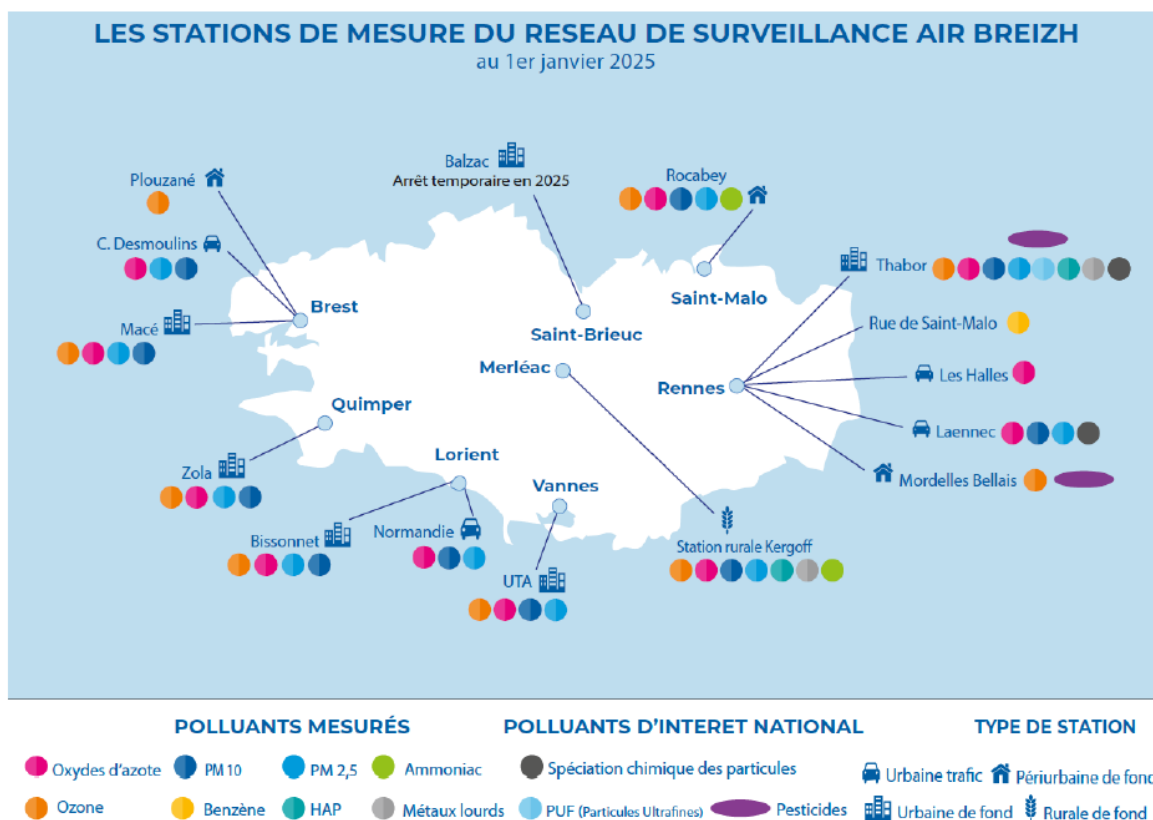 LES STATIONS DE MESURE DU RESEAU DE SURVEILLANCE AIR BREIZH
au 1er janvier 2025
Balzac
Arrêt temporaire en 2025
Plouzané
Rocabey
C. Desmoulins
Thabor
Macé
Brest
Saint-Malo
Saint-Brieuc
Rue de Saint-Malo
Merléac
Rennes
Les Halles
Quimper
Laennec
Zola
Lorient
Vannes
Mordelles Bellais
Bissonnet
Normandie
Station rurale Kergoff
UTA
POLLUANTS MESURÉS
Oxydes d'azote
PM 10
PM 2,5
Ammoniac
Ozone
Benzène
HAP
Métaux lourds
POLLUANTS D'INTERET NATIONAL
Spéciation chimique des particules
PUF (Particules Ultrafines)
Pesticides
TYPE DE STATION
Urbaine trafic
Périurbaine de fond
Urbaine de fond
Rurale de fond